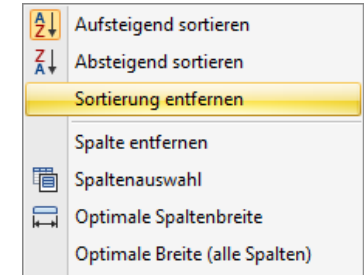 Aufsteigend sortieren
Absteigend sortieren
Sortierung entfernen
Spalte entfernen
Spaltenauswahl
Optimale Spaltenbreite
Optimale Breite (alle Spalten)